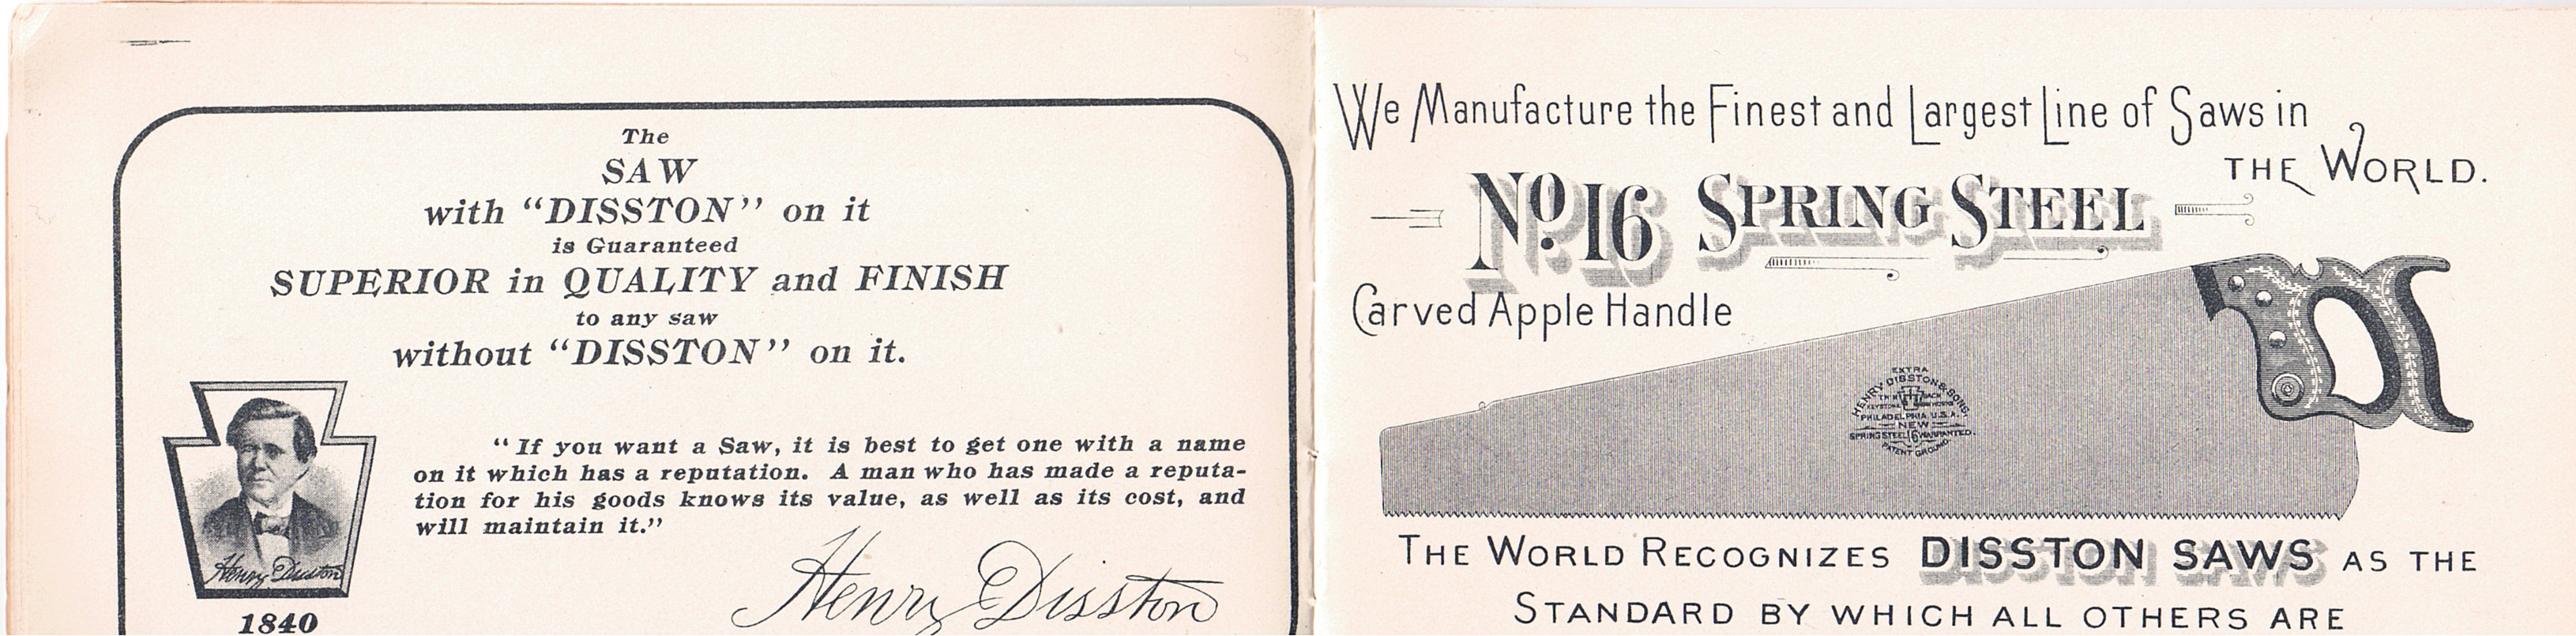 The
SAW
with "DISSTON" on it
is Guaranteed
SUPERIOR in QUALITY and FINISH
to any saw
without "DISSTON" on it.
"If you want a Saw, it is best to get one with a name
on it which has a reputation. A man who has made a reputa-
tion for his goods knows its value, as well as its cost, and
will maintain it."
Henry Disston
Henry Disston
1840
We Manufacture the Finest and Largest Line of Saws in
THE WORLD.
No. 16 SPRING STEEL
Carved Apple Handle
EXTRA
HENRY DISSTON & SONS,
KEYSTONE
PHILADELPHIA U.S.A.
NEW
SPRING STEEL 16 WARRANTED.
PATENT GROUND
THE WORLD RECOGNIZES DISSTON SAWS AS THE
STANDARD BY WHICH ALL OTHERS ARE